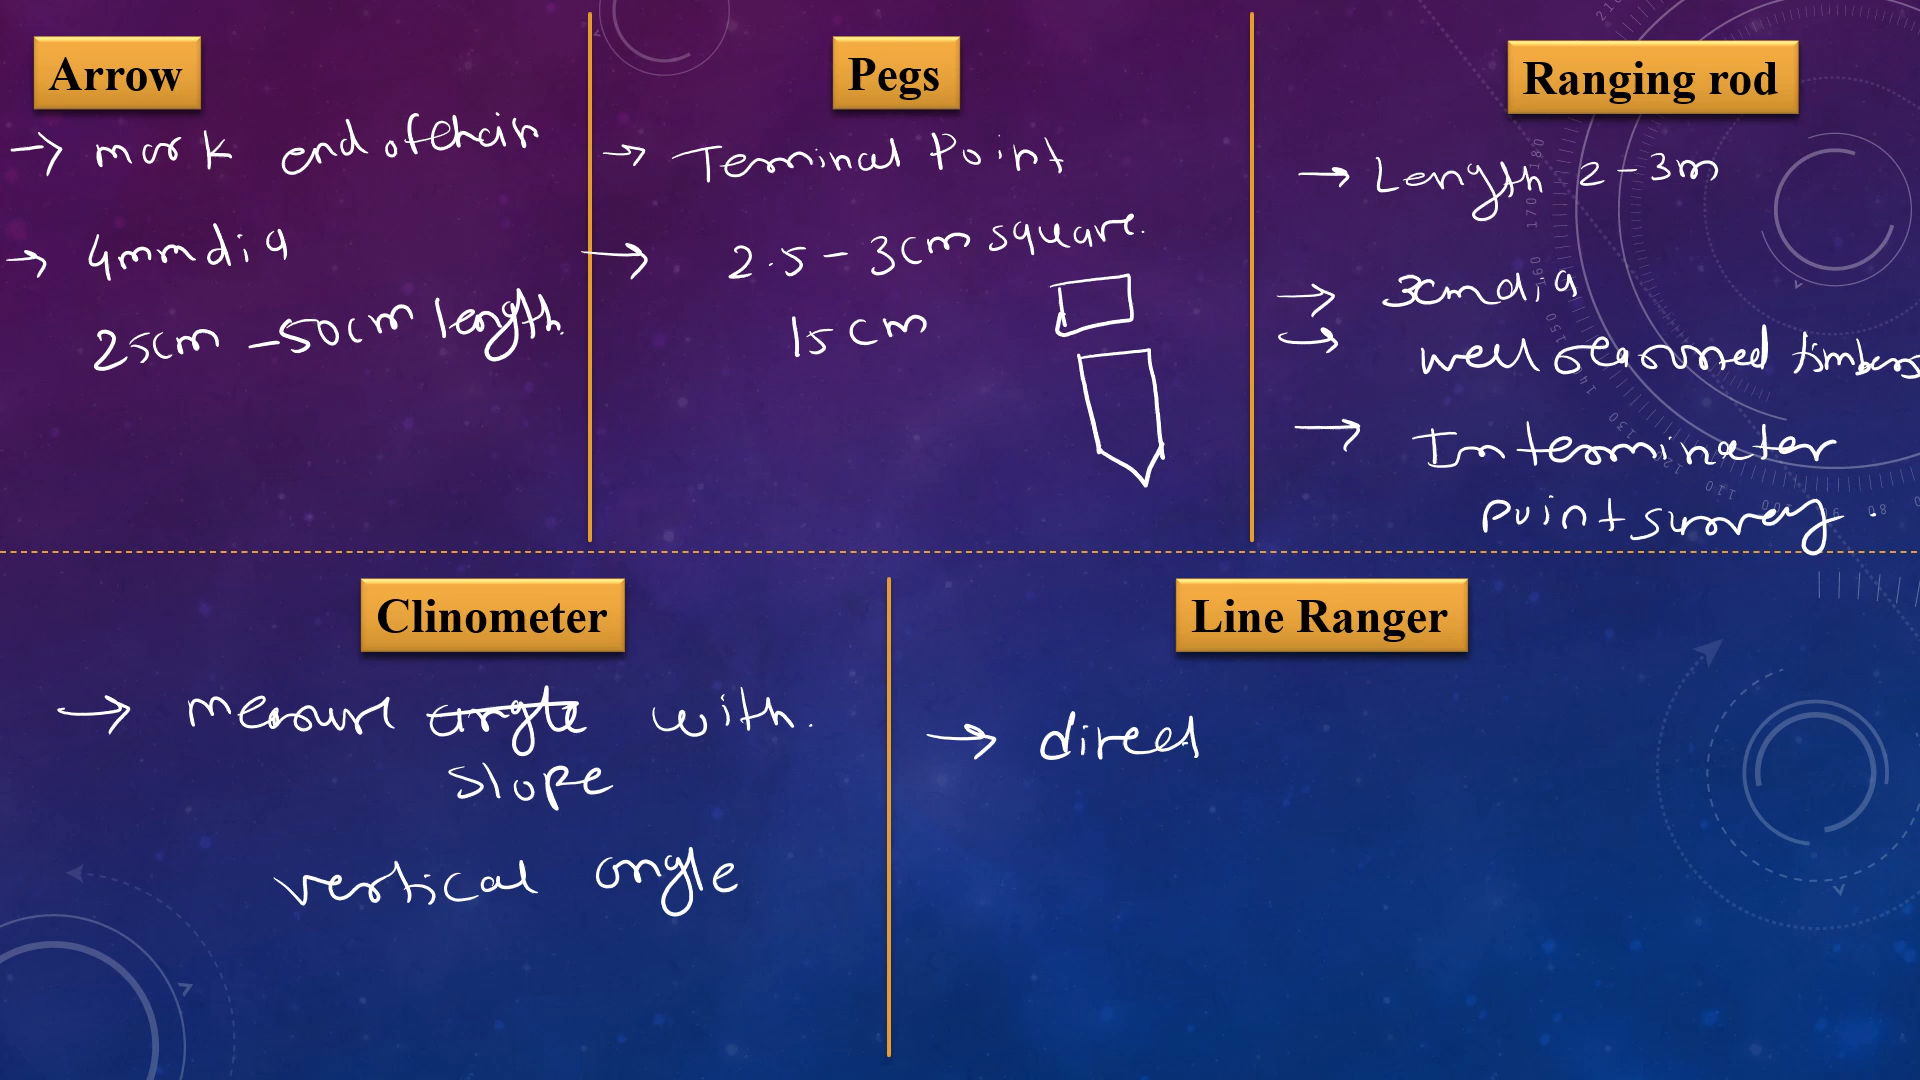 Arrow
→ mark end of chain
→ 4mm dia
25cm - 50cm length
Pegs
→ Teminal Point
→ 2.5 - 3cm square.
15cm
Ranging rod
→ Length 2-3m
→ 3cm dia
→ well seasoned timbers
→ Interminater
point survey.
Clinometer
→ measure angle with.
slope
vertical angle
Line Ranger
→ direct